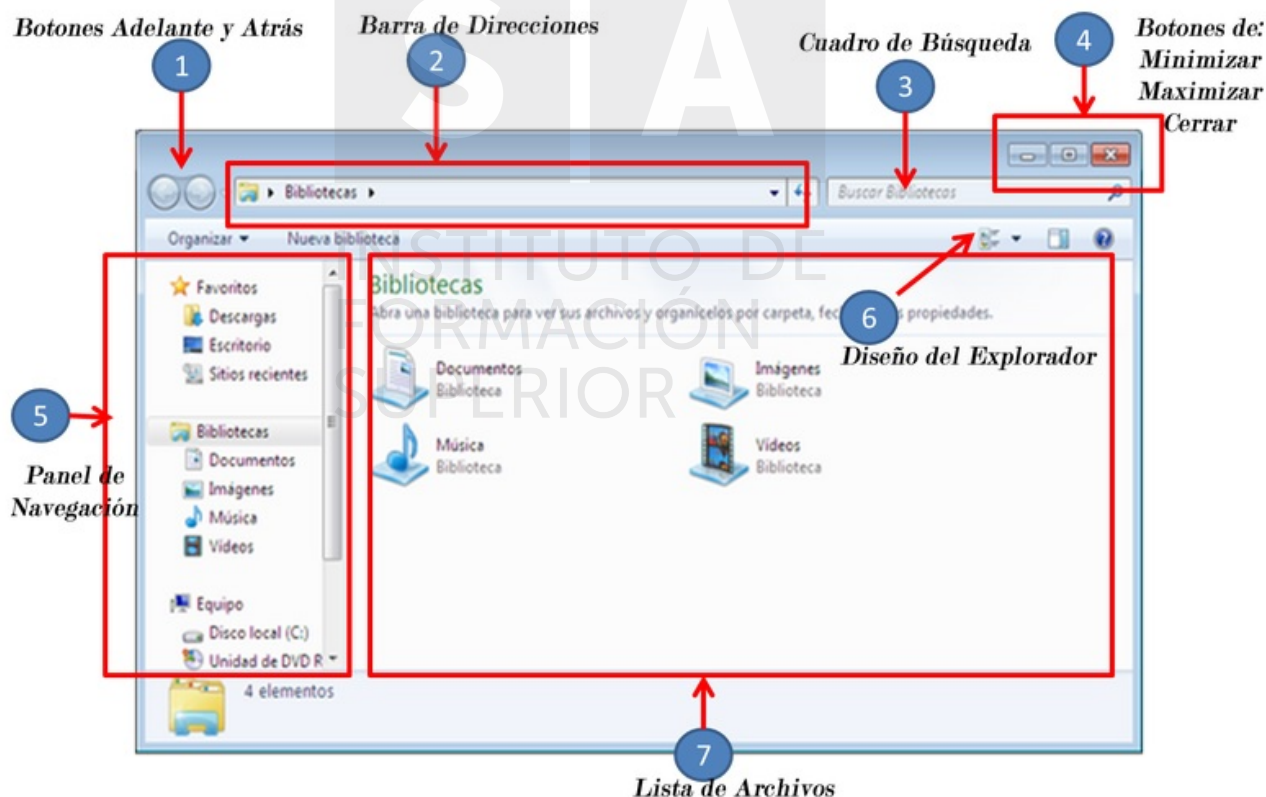 Botones Adelante y Atrás
1
Barra de Direcciones
2
Cuadro de Búsqueda
3
4
Botones de:
Minimizar
Maximizar
Cerrar
S A
INSTITUTO DE
FORMACIÓN
SUPERIOR
Bibliotecas
Buscar Bibliotecas
Organizar
Nueva biblioteca
Favoritos
Descargas
Escritorio
Sitios recientes
Bibliotecas
Documentos
Imágenes
Música
Vídeos
Equipo
Disco local (C:)
Unidad de DVD R
5
Panel de
Navegación
Bibliotecas
Abra una biblioteca para ver sus archivos y organícelos por carpeta, fec propiedades.
6
Diseño del Explorador
Documentos
Biblioteca
Imágenes
Biblioteca
Música
Biblioteca
Vídeos
Biblioteca
4 elementos
7
Lista de Archivos